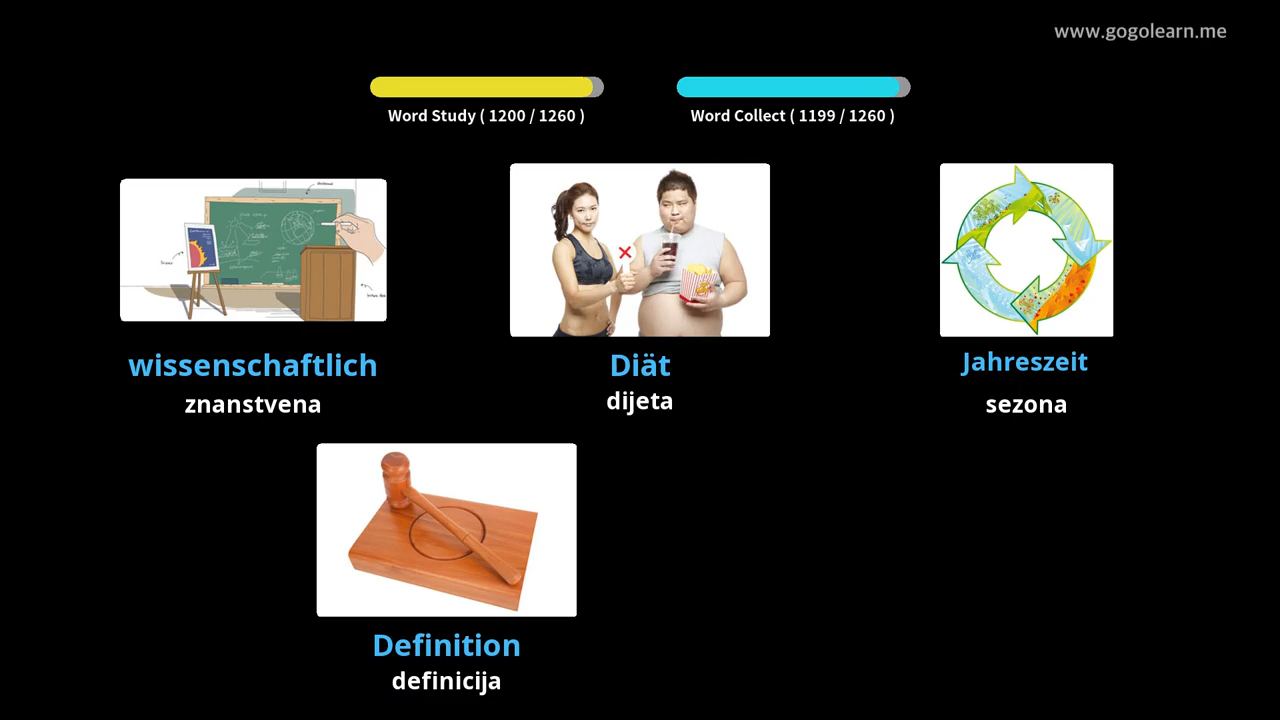 www.gogolearn.me
Word Study ( 1200 / 1260 )
Word Collect ( 1199 / 1260 )
wissenschaftlich
znanstvena
Diät
dijeta
Jahreszeit
sezona
Definition
definicija